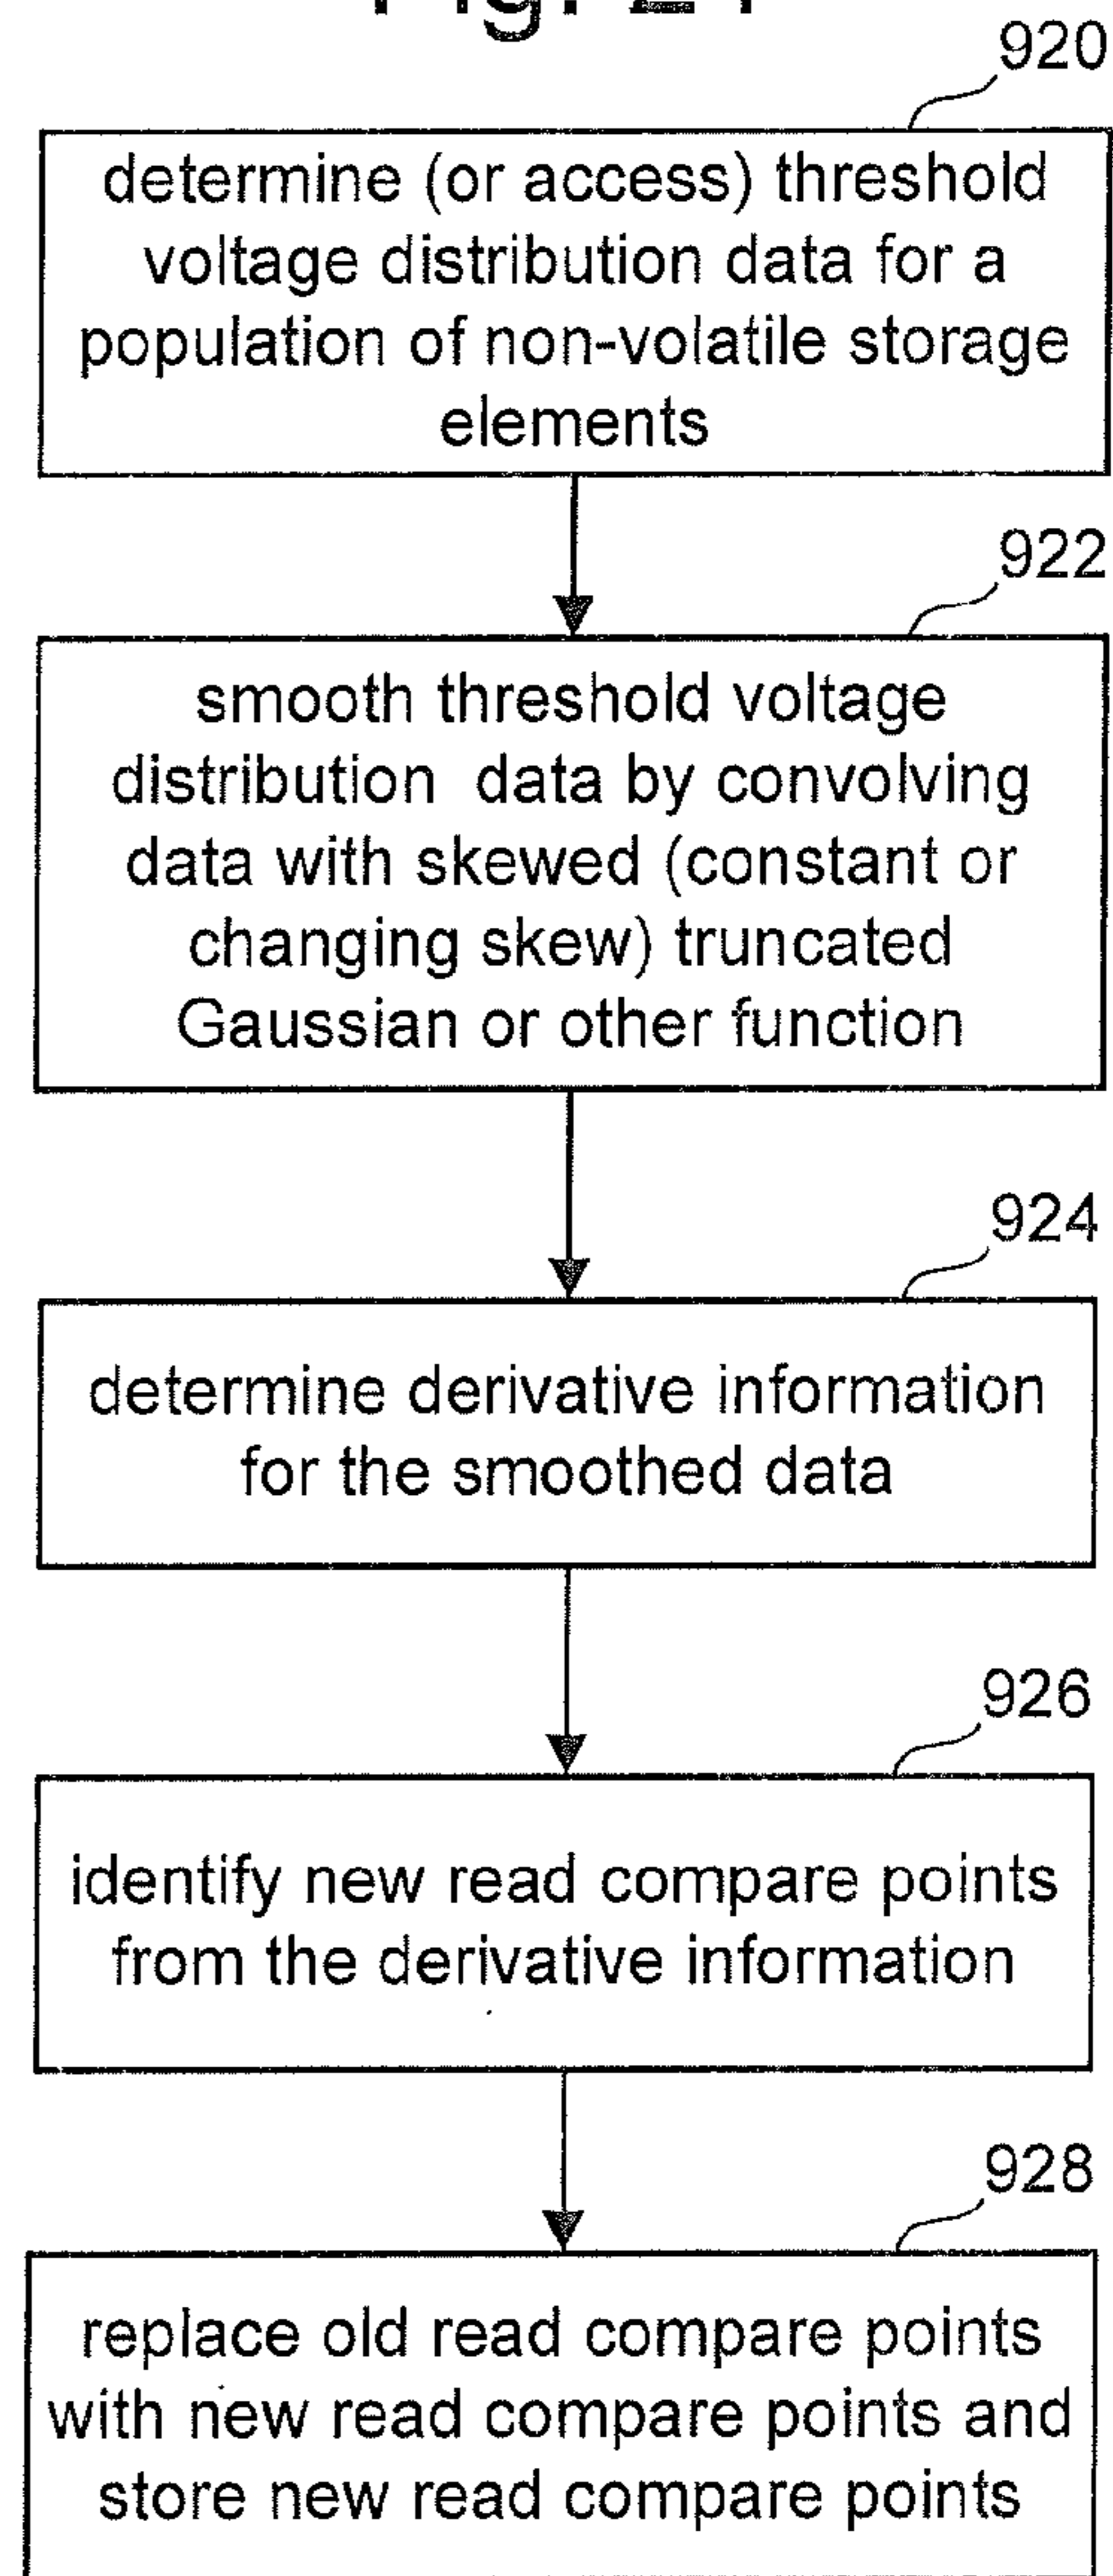 920
determine (or access) threshold
voltage distribution data for a
population of non-volatile storage
elements
922
smooth threshold voltage
distribution data by convolving
data with skewed (constant or
changing skew) truncated
Gaussian or other function
924
determine derivative information
for the smoothed data
926
identify new read compare points
from the derivative information
928
replace old read compare points
with new read compare points and
store new read compare points